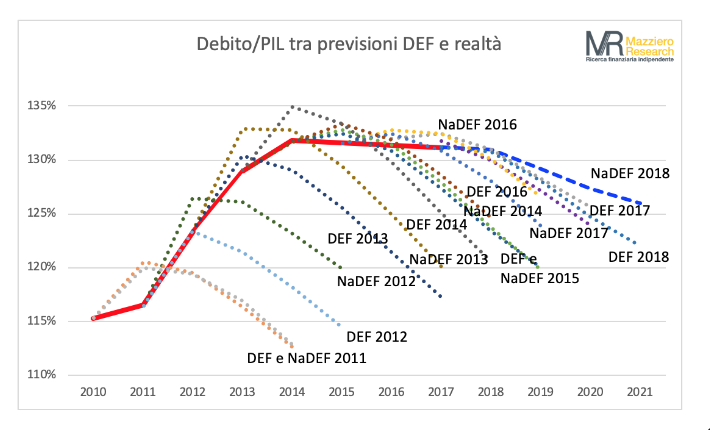 Debito/PIL tra previsioni DEF e realtà
MR Mazziero
Research
Ricerca finanziaria indipendente
135%
130%
125%
120%
115%
110%
NaDEF 2016
NaDEF 2018
DEF 2016
NaDEF 2014
DEF 2017
DEF 2014
NaDEF 2017
DEF 2013
NaDEF 2013
DEF e
DEF 2018
NaDEF 2015
NaDEF 2012
DEF 2012
DEF e NaDEF 2011
2010 2011 2012 2013 2014 2015 2016 2017 2018 2019 2020 2021